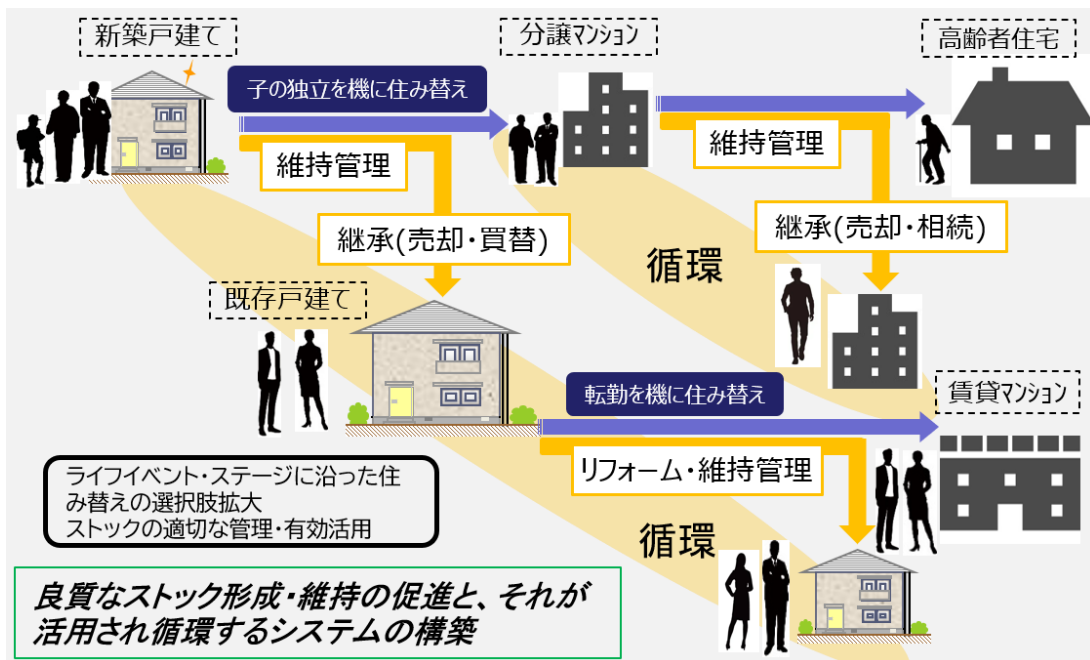 新築戸建て
分譲マンション
高齢者住宅
子の独立を機に住み替え
維持管理
維持管理
継承(売却・買替)
継承(売却・相続)
循環
既存戸建て
転勤を機に住み替え
賃貸マンション
リフォーム・維持管理
ライフイベント・ステージに沿った住
み替えの選択肢拡大
ストックの適切な管理・有効活用
循環
良質なストック形成・維持の促進と、それが
活用され循環するシステムの構築